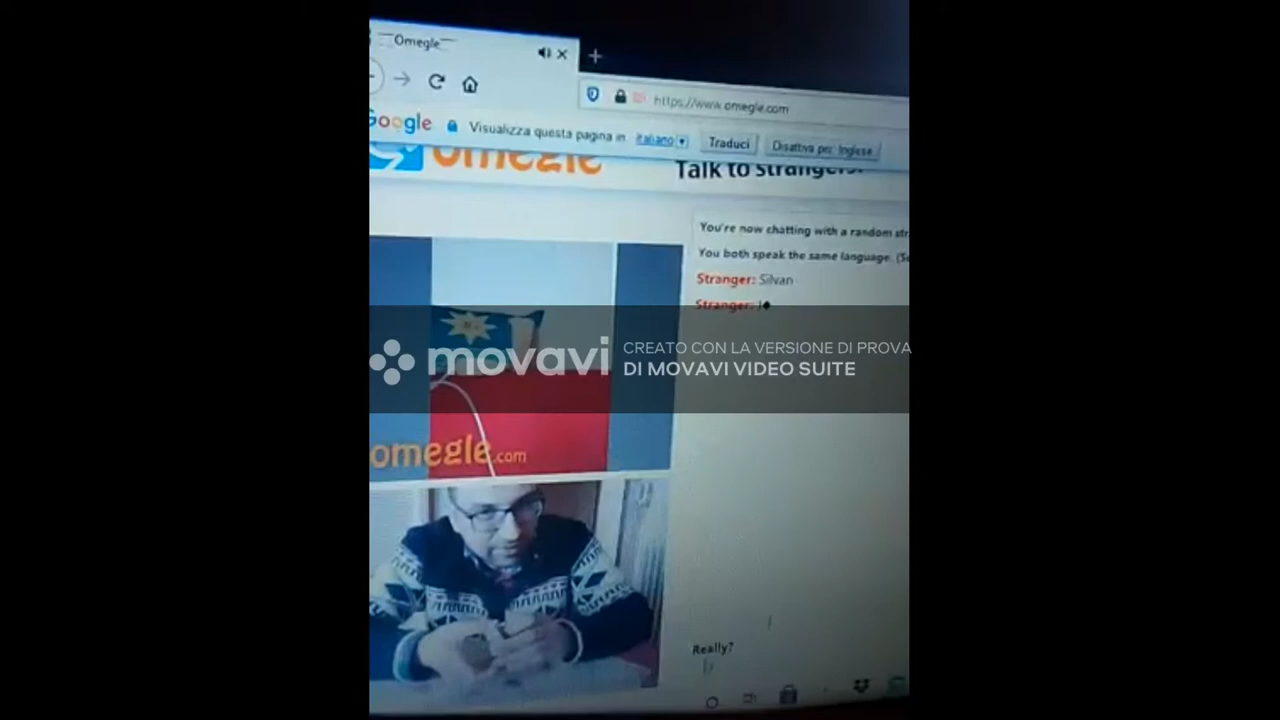 Omegle
https://www.omegle.com
Google Visualizza questa pagina in: italiano Traduci Disattiva per: Inglese
omegle
Talk to strangers!
You're now chatting with a random
You both speak the same language.
Stranger: Silvan
Stranger: J♠
movavi
CREATO CON LA VERSIONE DI PROVA
DI MOVAVI VIDEO SUITE
omegle.com
Really?